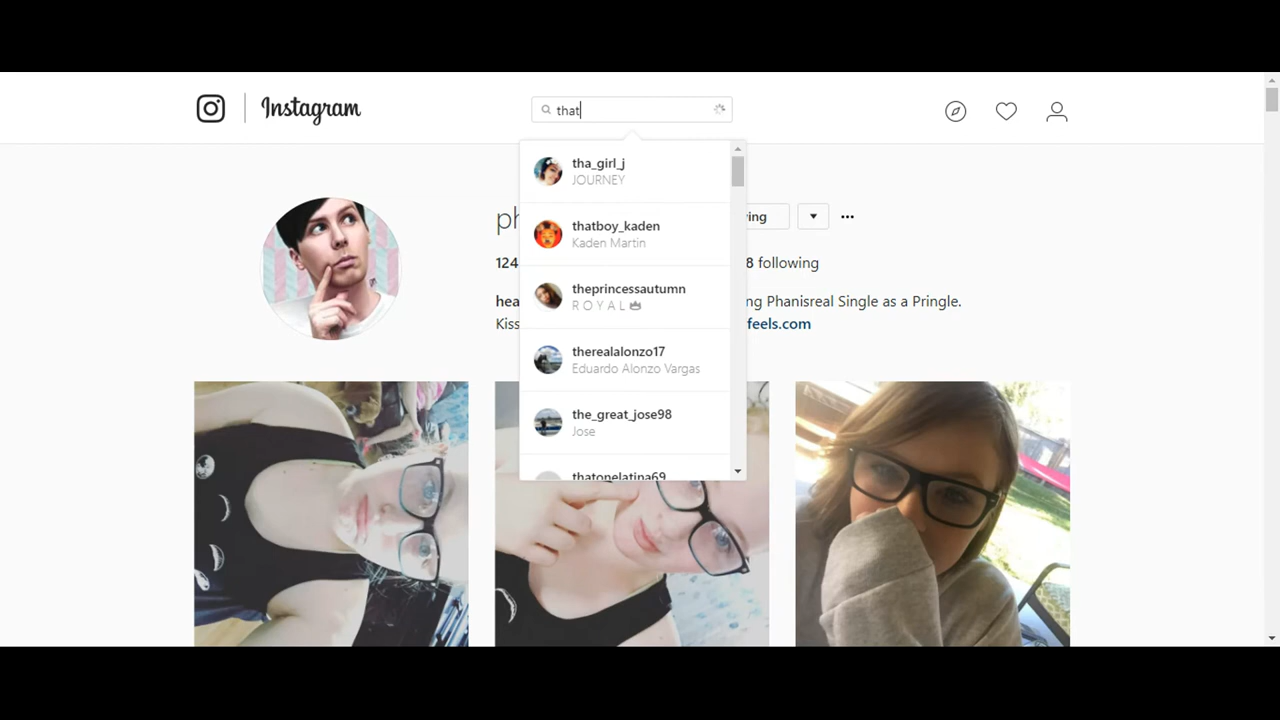 Instagram
that
tha_girl_j
JOURNEY
thatboy_kaden
Kaden Martin
theprincessautumn
R O Y A L
therealalonzo17
Eduardo Alonzo Vargas
the_great_jose98
Jose
thatonelatina69
ph
ing
124
8 following
hea
ng Phanisreal Single as a Pringle.
Kiss
feels.com